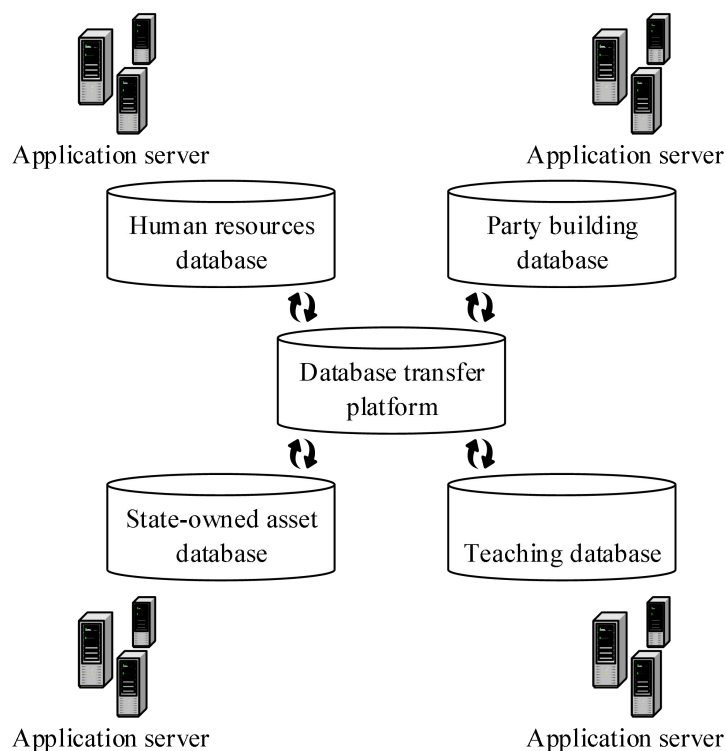 Application server
Application server
Human resources
database
Party building
database
Database transfer
platform
State-owned asset
database
Teaching database
Application server
Application server